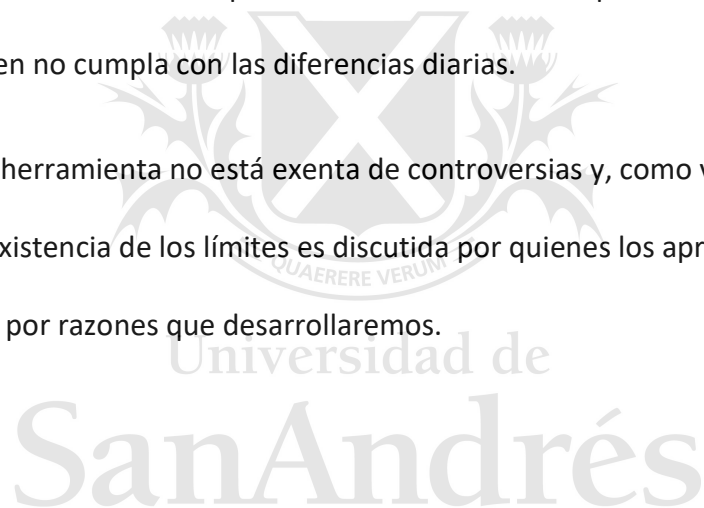 en no cumpla con las diferencias diarias.
herramienta no está exenta de controversias y, como v
xistencia de los límites es discutida por quienes los apr
QUAERERE VERUM
por razones que desarrollaremos.
Universidad de
SanAndrés